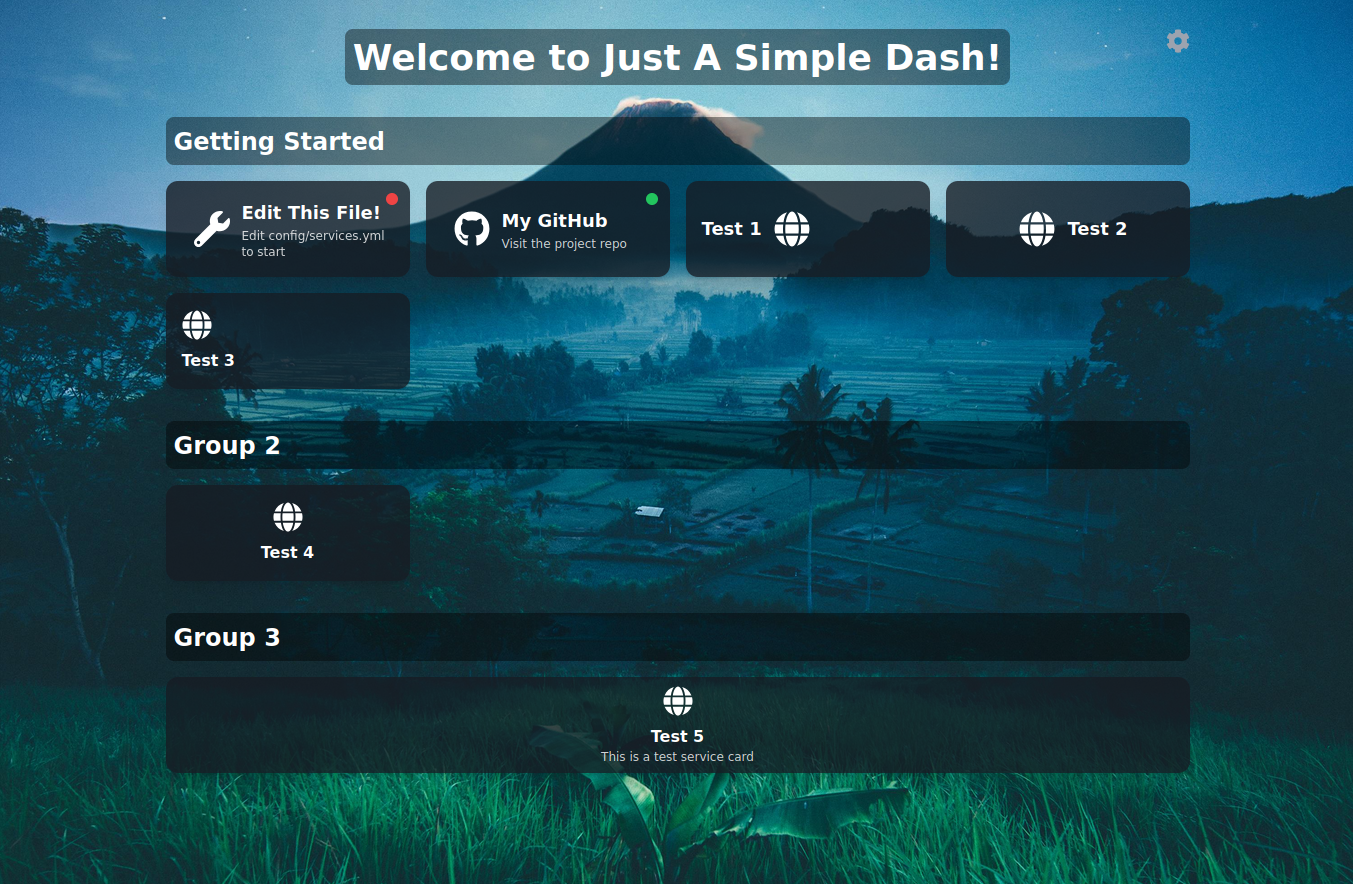 Welcome to Just A Simple Dash!
Getting Started
Edit This File!
Edit config/services.yml
to start
My GitHub
Visit the project repo
Test 1
Test 2
Test 3
Group 2
Test 4
Group 3
Test 5
This is a test service card